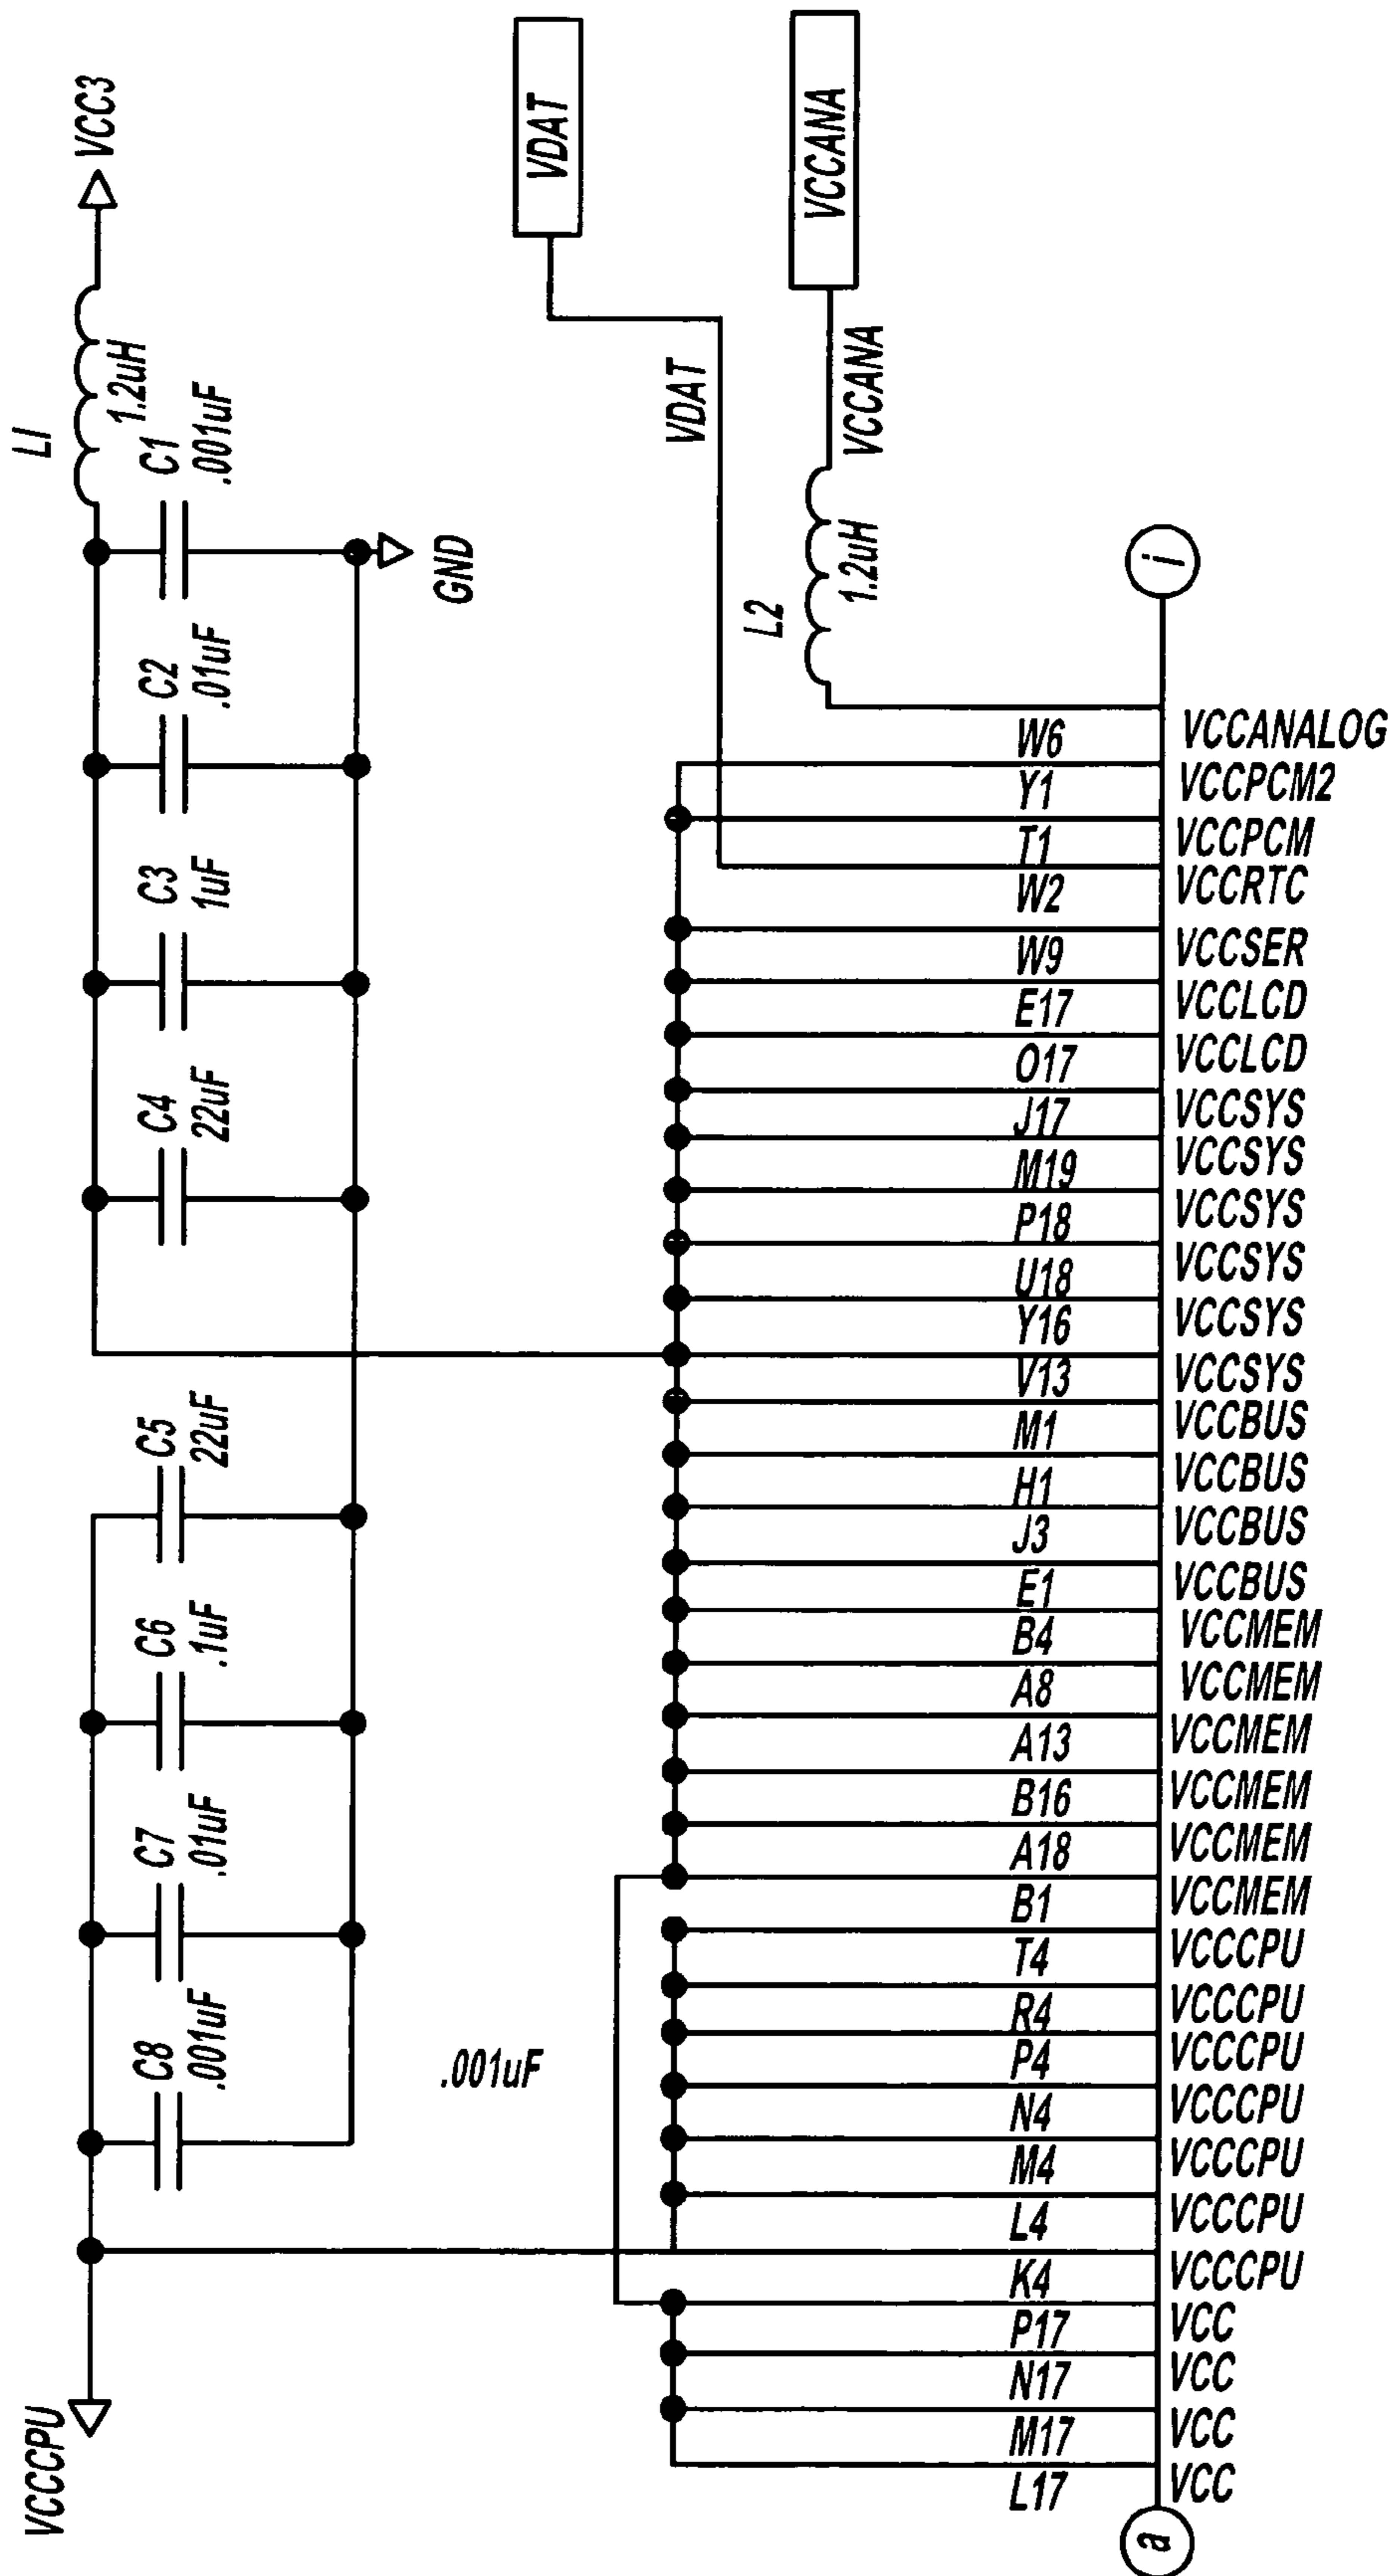 VCCCPU
C8
.001uF
C7
.01uF
C6
.1uF
C5
22uF
C4
22uF
C3
1uF
C2
.01uF
C1
.001uF
LI
1.2uH
VCC3
GND
.001uF
VDAT
VDAT
VCCANA
VCCANA
L2
1.2uH
a
L17 VCC
M17 VCC
N17 VCC
P17 VCC
K4 VCCCPU
L4 VCCCPU
M4 VCCCPU
N4 VCCCPU
P4 VCCCPU
R4 VCCCPU
T4 VCCCPU
B1 VCCMEM
A18 VCCMEM
B16 VCCMEM
A13 VCCMEM
A8 VCCMEM
B4 VCCMEM
E1 VCCBUS
J3 VCCBUS
H1 VCCBUS
M1 VCCBUS
V13 VCCSYS
Y16 VCCSYS
U18 VCCSYS
P18 VCCSYS
M19 VCCSYS
J17 VCCSYS
O17 VCCLCD
E17 VCCLCD
W9 VCCSER
W2 VCCRTC
T1 VCCPCM
Y1 VCCPCM2
W6 VCCANALOG
i